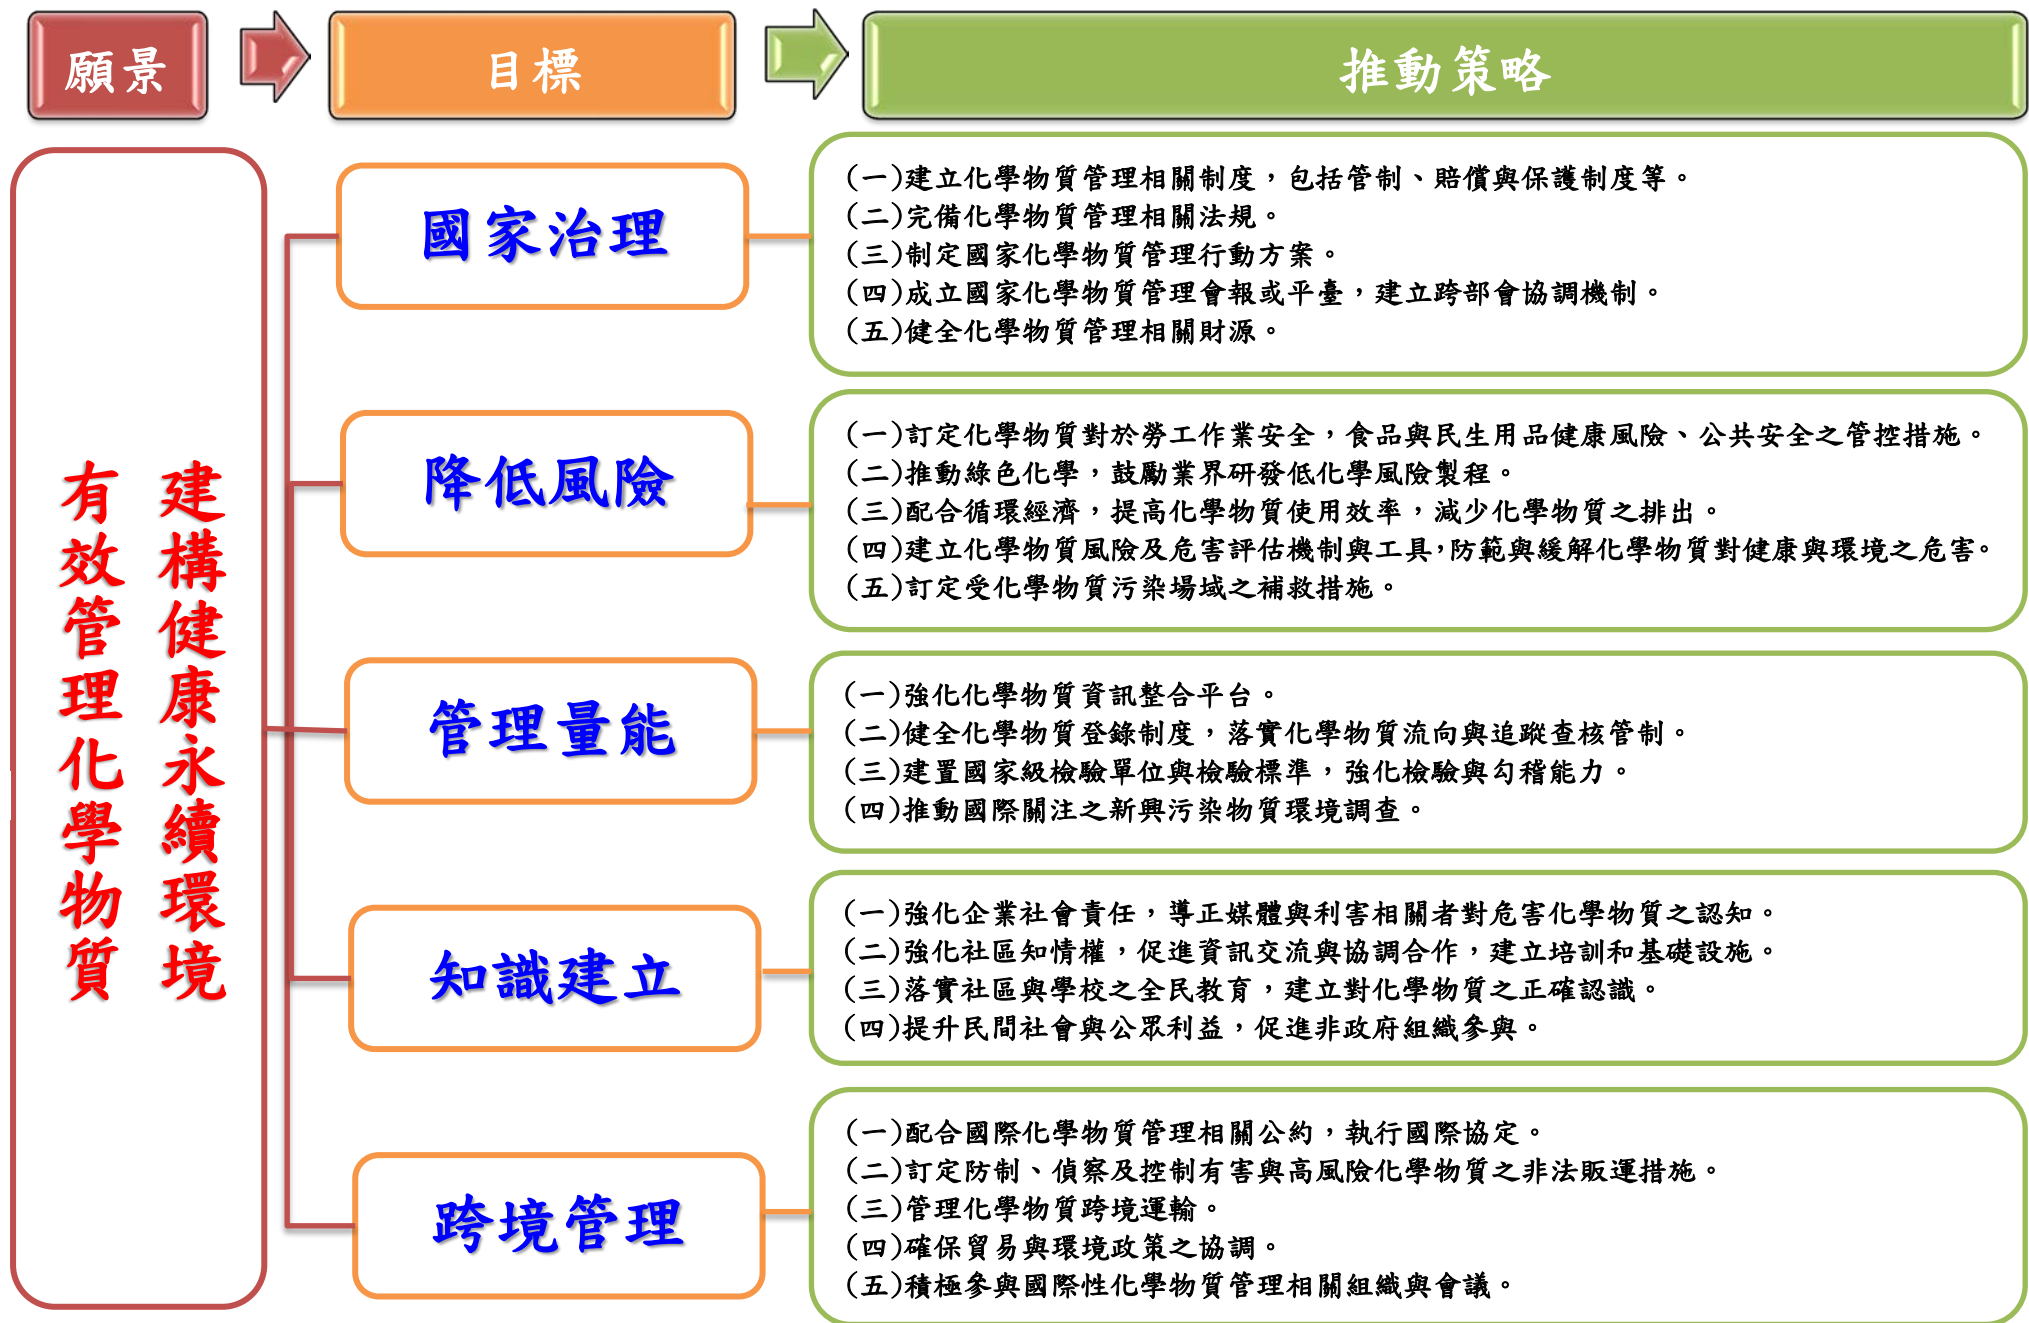 願景
目標
推動策略
有效管理化學物質
建構健康永續環境
國家治理
(一)建立化學物質管理相關制度，包括管制、賠償與保護制度等。
(二)完備化學物質管理相關法規。
(三)制定國家化學物質管理行動方案。
(四)成立國家化學物質管理會報或平臺，建立跨部會協調機制。
(五)健全化學物質管理相關財源。
降低風險
(一)訂定化學物質對於勞工作業安全，食品與民生用品健康風險、公共安全之管控措施。
(二)推動綠色化學，鼓勵業界研發低化學風險製程。
(三)配合循環經濟，提高化學物質使用效率，減少化學物質之排出。
(四)建立化學物質風險及危害評估機制與工具，防範與緩解化學物質對健康與環境之危害。
(五)訂定受化學物質污染場域之補救措施。
管理量能
(一)強化化學物質資訊整合平台。
(二)健全化學物質登錄制度，落實化學物質流向與追蹤查核管制。
(三)建置國家級檢驗單位與檢驗標準，強化檢驗與勾稽能力。
(四)推動國際關注之新興污染物質環境調查。
知識建立
(一)強化企業社會責任，導正媒體與利害相關者對危害化學物質之認知。
(二)強化社區知情權，促進資訊交流與協調合作，建立培訓和基礎設施。
(三)落實社區與學校之全民教育，建立對化學物質之正確認識。
(四)提升民間社會與公眾利益，促進非政府組織參與。
跨境管理
(一)配合國際化學物質管理相關公約，執行國際協定。
(二)訂定防制、偵察及控制有害與高風險化學物質之非法販運措施。
(三)管理化學物質跨境運輸。
(四)確保貿易與環境政策之協調。
(五)積極參與國際性化學物質管理相關組織與會議。